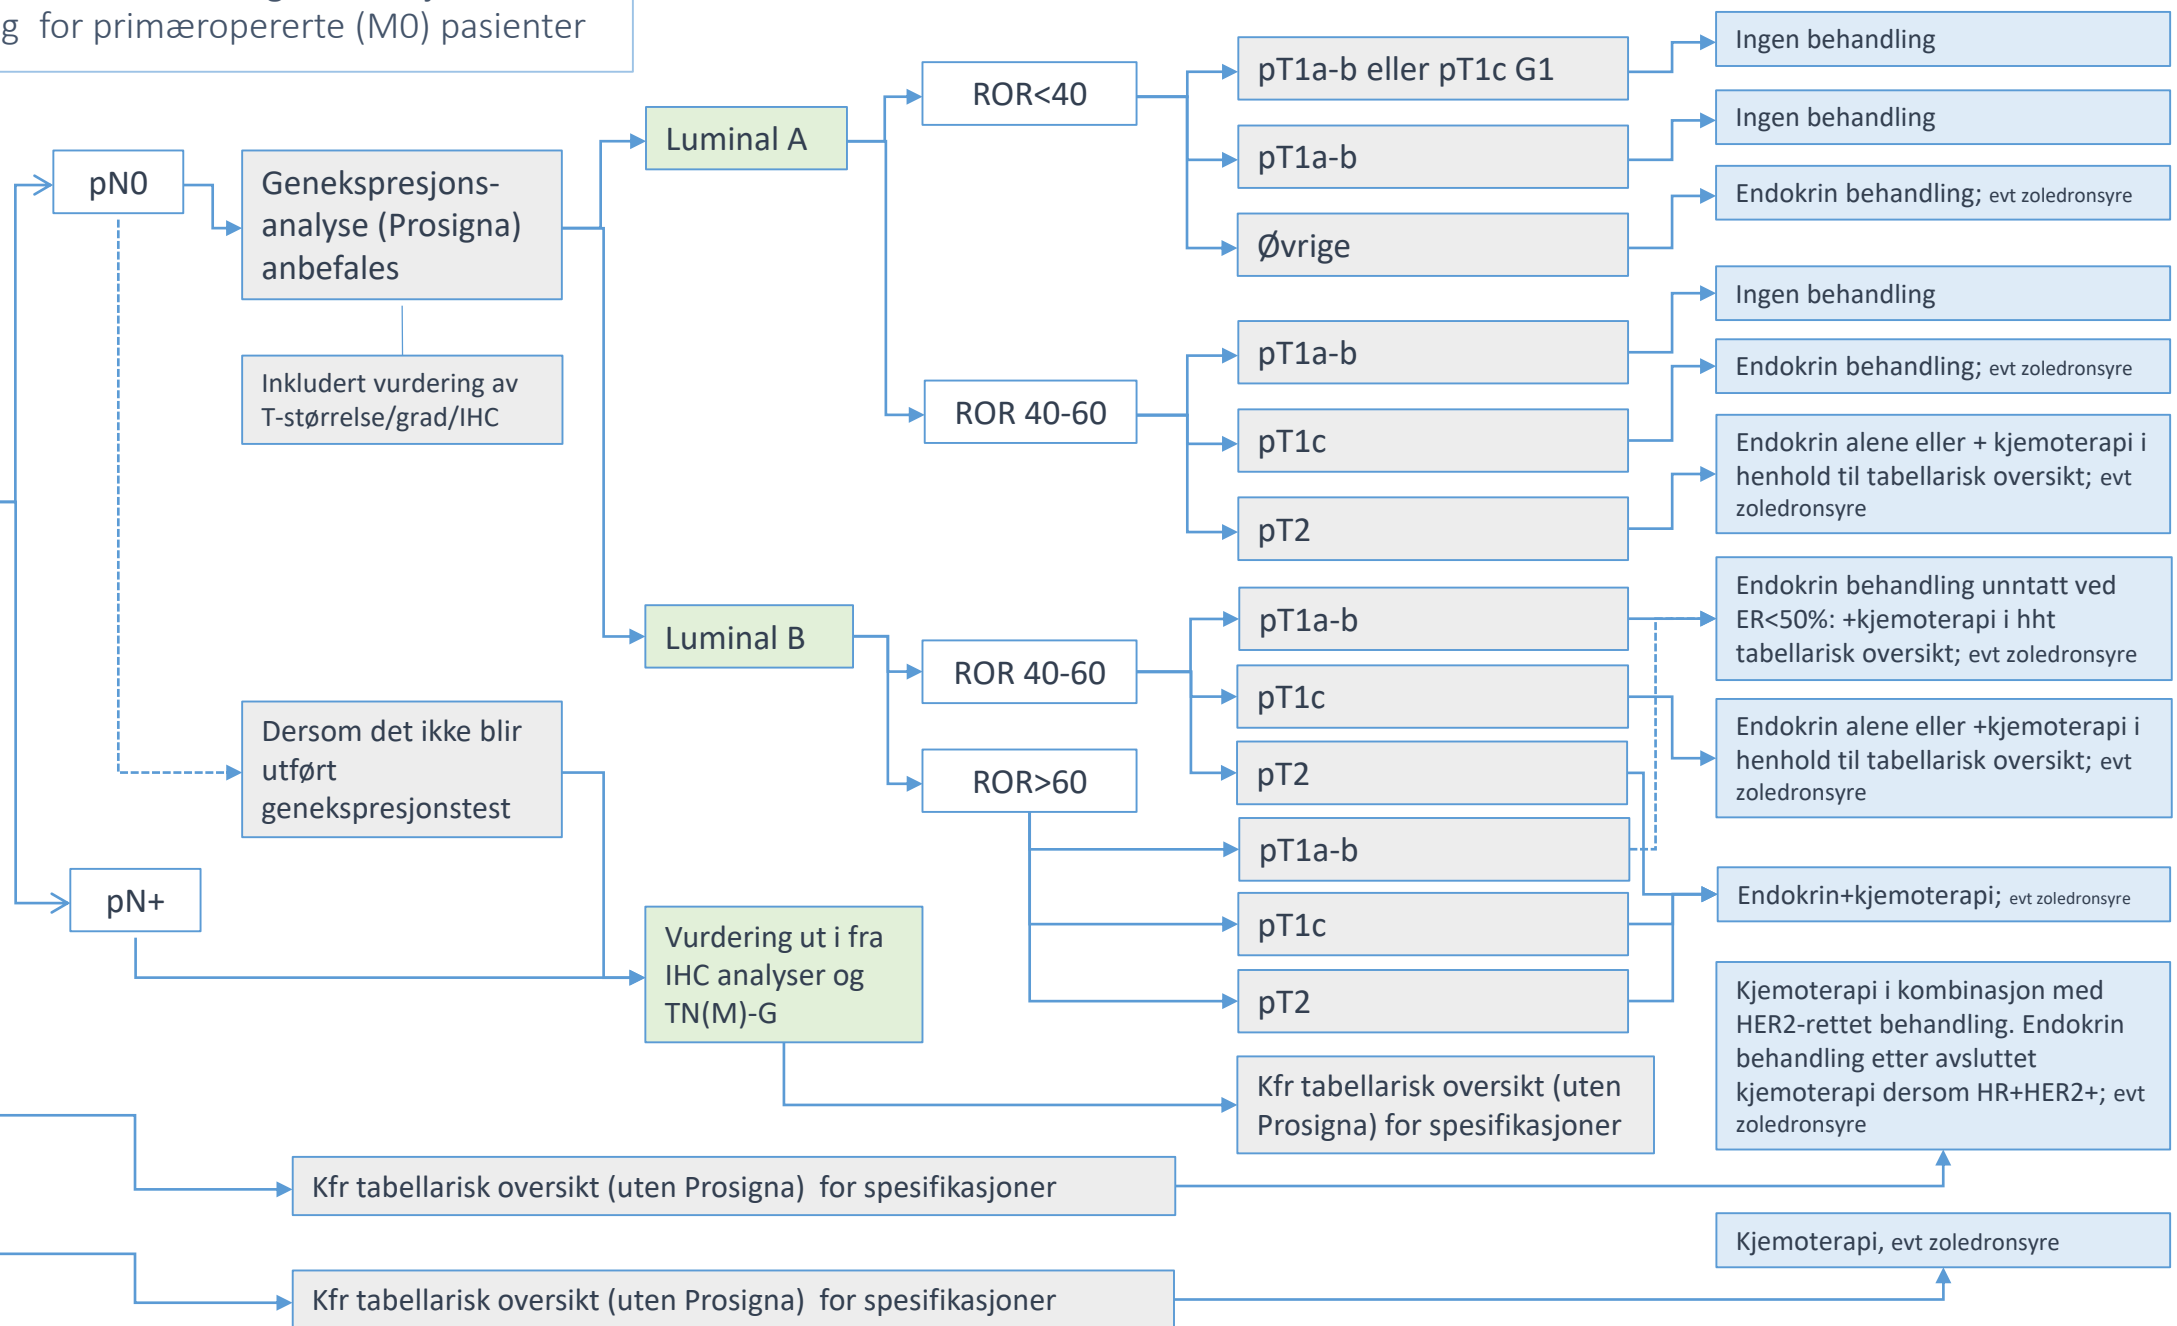 g for primæropererte (M0) pasienter
pN0
Genekspresjons-
analyse (Prosigna)
anbefales
Inkludert vurdering av
T-størrelse/grad/IHC
Dersom det ikke blir
utført
genekspresjonstest
pN+
Luminal A
Luminal B
Vurdering ut i fra
IHC analyser og
TN(M)-G
ROR<40
ROR 40-60
ROR 40-60
ROR>60
pT1a-b eller pT1c G1
pT1a-b
Øvrige
pT1a-b
pT1c
pT2
pT1a-b
pT1c
pT2
pT1a-b
pT1c
pT2
Kfr tabellarisk oversikt (uten
Prosigna) for spesifikasjoner
Ingen behandling
Ingen behandling
Endokrin behandling; evt zoledronsyre
Ingen behandling
Endokrin behandling; evt zoledronsyre
Endokrin alene eller + kjemoterapi i
henhold til tabellarisk oversikt; evt
zoledronsyre
Endokrin behandling unntatt ved
ER<50%: +kjemoterapi i hht
tabellarisk oversikt; evt zoledronsyre
Endokrin alene eller +kjemoterapi i
henhold til tabellarisk oversikt; evt
zoledronsyre
Endokrin+kjemoterapi; evt zoledronsyre
Kjemoterapi i kombinasjon med
HER2-rettet behandling. Endokrin
behandling etter avsluttet
kjemoterapi dersom HR+HER2+; evt
zoledronsyre
Kfr tabellarisk oversikt (uten Prosigna) for spesifikasjoner
Kjemoterapi, evt zoledronsyre
Kfr tabellarisk oversikt (uten Prosigna) for spesifikasjoner